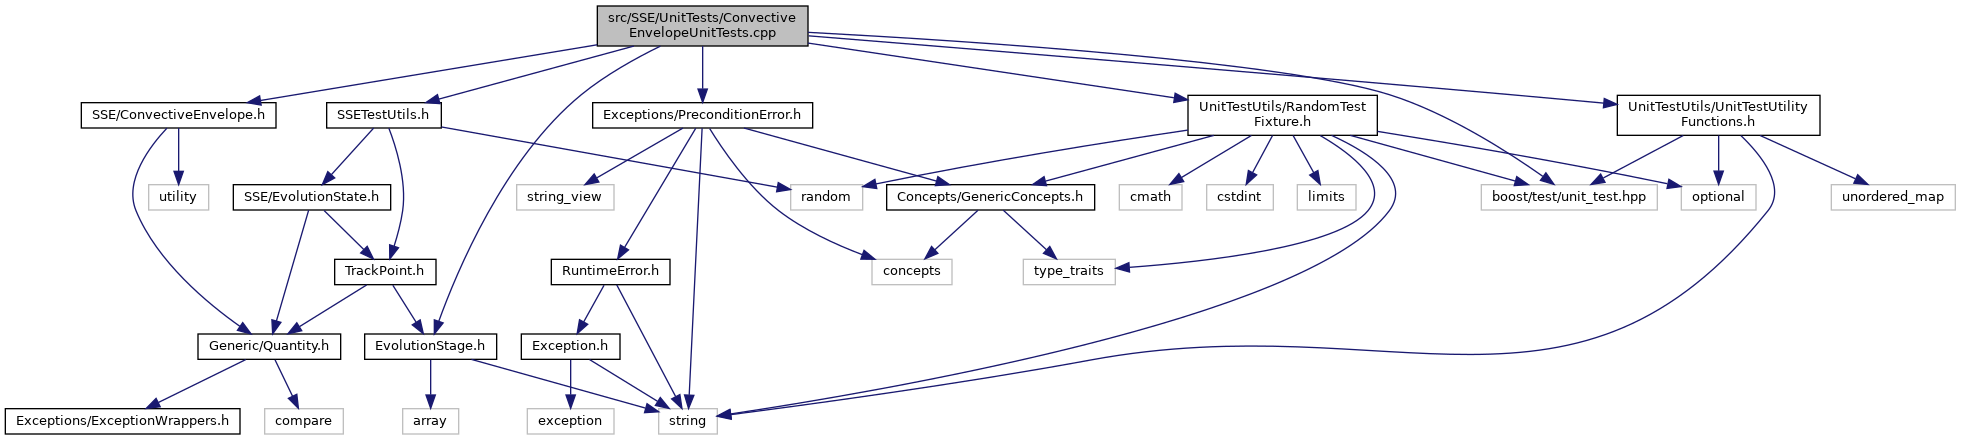 src/SSE/UnitTests/Convective
EnvelopeUnitTests.cpp
SSE/ConvectiveEnvelope.h
SSETestUtils.h
Exceptions/PreconditionError.h
UnitTestUtils/RandomTest
Fixture.h
UnitTestUtils/UnitTestUtility
Functions.h
utility
SSE/EvolutionState.h
string_view
random
Concepts/GenericConcepts.h
cmath
cstdint
limits
boost/test/unit_test.hpp
optional
unordered_map
TrackPoint.h
RuntimeError.h
concepts
type_traits
Generic/Quantity.h
EvolutionStage.h
Exception.h
Exceptions/ExceptionWrappers.h
compare
array
exception
string